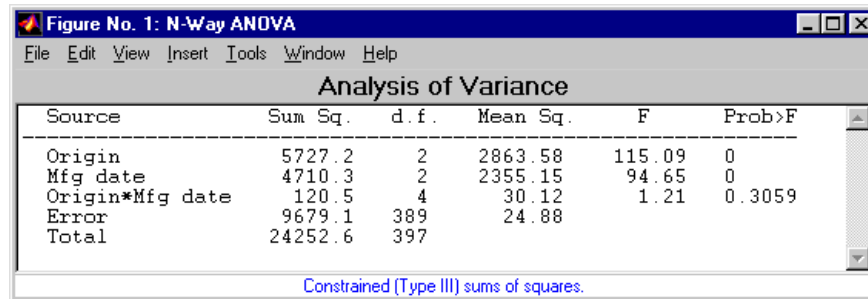 Figure No. 1: N-Way ANOVA
File Edit View Insert Tools Window Help
Analysis of Variance
Source Sum Sq. d.f. Mean Sq. F Prob>F
Origin 5727.2 2 2863.58 115.09 0
Mfg date 4710.3 2 2355.15 94.65 0
Origin*Mfg date 120.5 4 30.12 1.21 0.3059
Error 9679.1 389 24.88
Total 24252.6 397
Constrained (Type III) sums of squares.